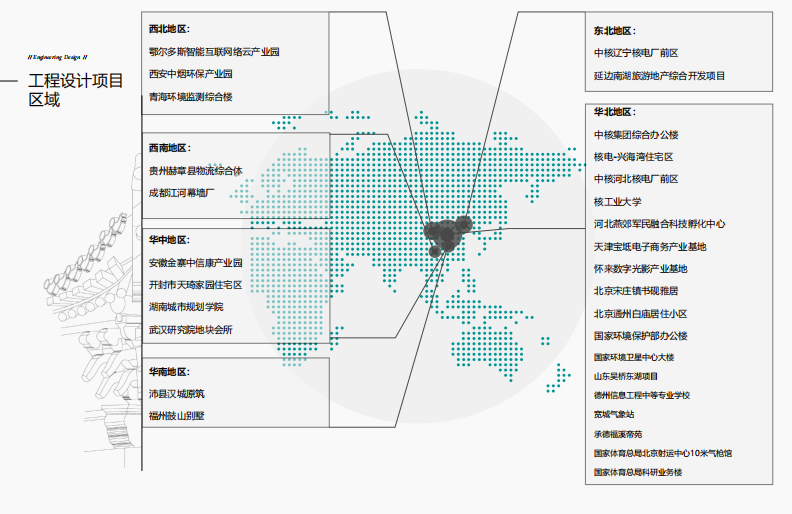 // Engineering Design //
工程设计项目
区域
西北地区：
鄂尔多斯智能互联网络云产业园
西安中烟环保产业园
青海环境监测综合楼
西南地区：
贵州赫章县物流综合体
成都江河幕墙厂
华中地区：
安徽金寨中信康产业园
开封市天琦家园住宅区
湖南城市规划学院
武汉研究院地块会所
华南地区：
沛县汉城原筑
福州鼓山别墅
东北地区：
中核辽宁核电厂前区
延边南湖旅游地产综合开发项目
华北地区：
中核集团综合办公楼
核电·兴海湾住宅区
中核河北核电厂前区
核工业大学
河北燕郊军民融合科技孵化中心
天津宝坻电子商务产业基地
怀来数字光影产业基地
北京宋庄镇书砚雅居
北京通州白庙居住小区
国家环境保护部办公楼
国家环境卫星中心大楼
山东吴桥东湖项目
德州信息工程中等专业学校
宽城气象站
承德福溪帝苑
国家体育总局北京射运中心10米气枪馆
国家体育总局科研业务楼